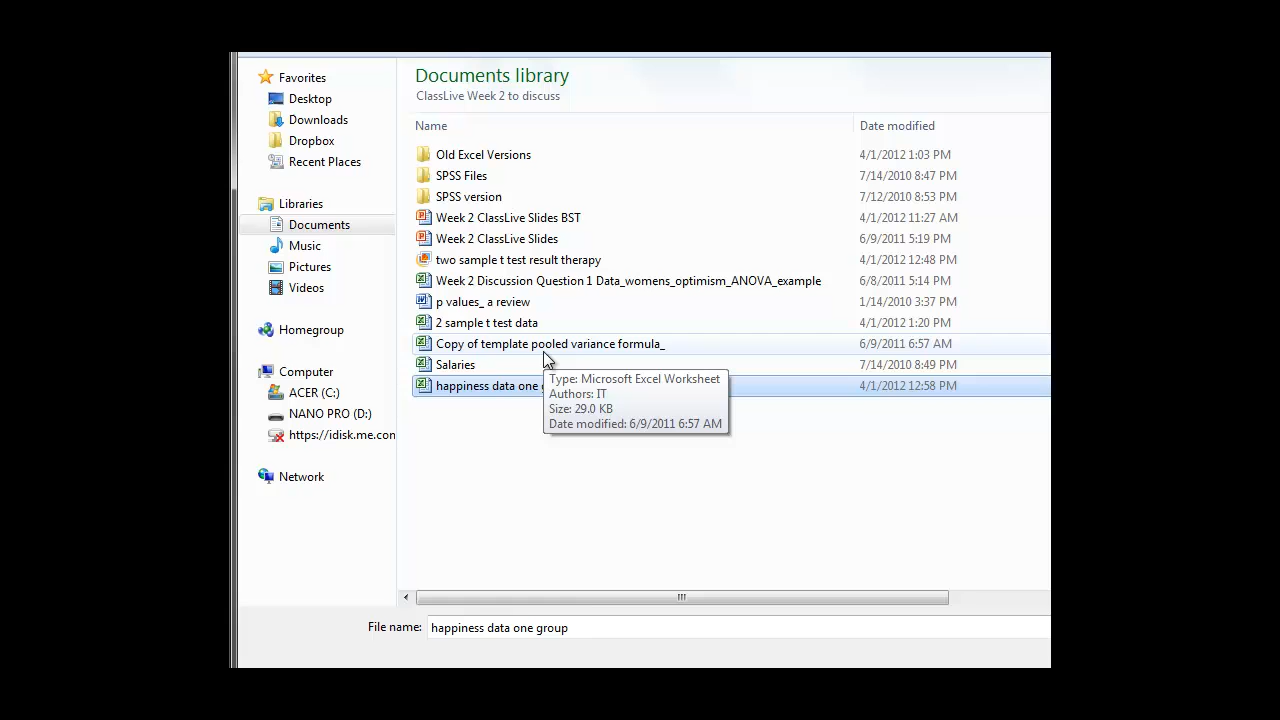 Documents library
ClassLive Week 2 to discuss
Favorites
Desktop
Downloads
Dropbox
Recent Places
Libraries
Documents
Music
Pictures
Videos
Homegroup
Computer
ACER (C:)
NANO PRO (D:)
https://idisk.me.con
Network
Name Date modified
Old Excel Versions 4/1/2012 1:03 PM
SPSS Files 7/14/2010 8:47 PM
SPSS version 7/12/2010 8:53 PM
Week 2 ClassLive Slides BST 4/1/2012 11:27 AM
Week 2 ClassLive Slides 6/9/2011 5:19 PM
two sample t test result therapy 4/1/2012 12:48 PM
Week 2 Discussion Question 1 Data_womens_optimism_ANOVA_example 6/8/2011 5:14 PM
p values_ a review 1/14/2010 3:37 PM
2 sample t test data 4/1/2012 1:20 PM
Copy of template pooled variance formula_ 6/9/2011 6:57 AM
Salaries 7/14/2010 8:49 PM
happiness data one g 4/1/2012 12:58 PM
Type: Microsoft Excel Worksheet
Authors: IT
Size: 29.0 KB
Date modified: 6/9/2011 6:57 AM
File name: happiness data one group